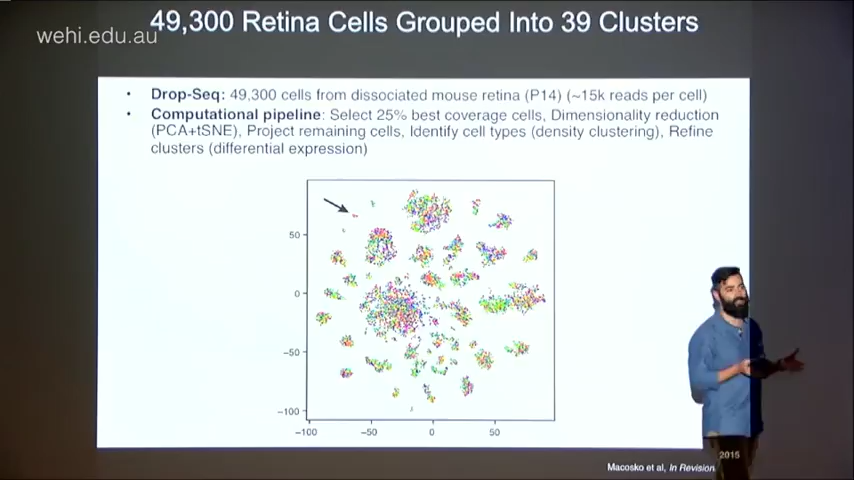 49,300 Retina Cells Grouped Into 39 Clusters
wehi.edu.au
• Drop-Seq: 49,300 cells from dissociated mouse retina (P14) (~15k reads per cell)
• Computational pipeline: Select 25% best coverage cells, Dimensionality reduction
(PCA+tSNE), Project remaining cells, Identify cell types (density clustering), Refine
clusters (differential expression)
50
0
−50
−100
−100 −50 0 50
2015
Macosko et al, In Revision